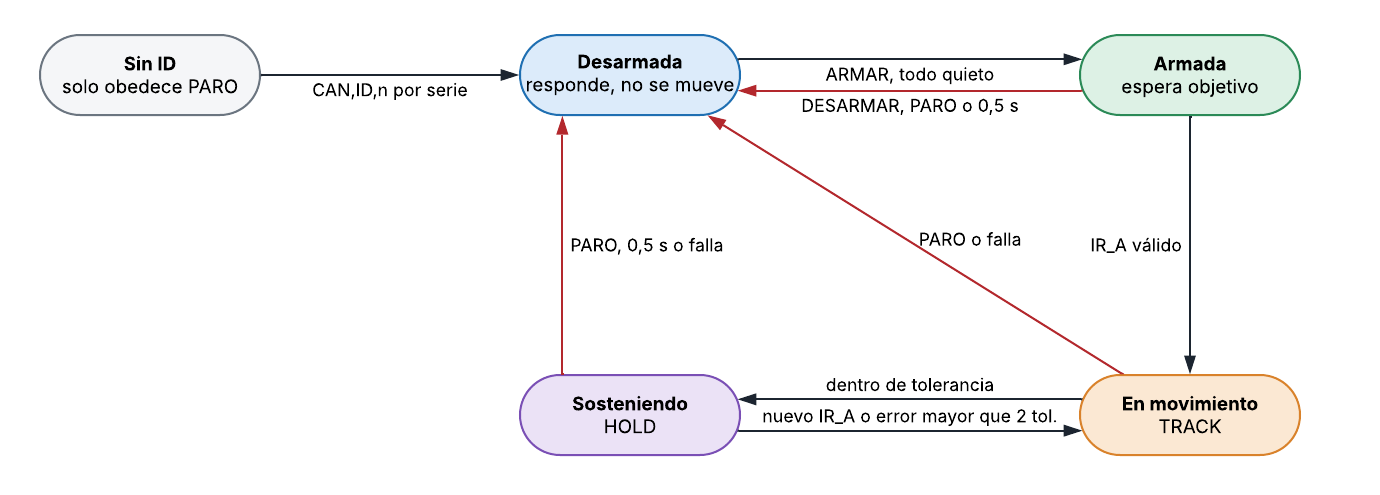 Sin ID
solo obedece PARO
CAN,ID,n por serie
Desarmada
responde, no se mueve
ARMAR, todo quieto
DESARMAR, PARO o 0,5 s
Armada
espera objetivo
PARO, 0,5 s o falla
PARO o falla
IR_A válido
Sosteniendo
HOLD
dentro de tolerancia
nuevo IR_A o error mayor que 2 tol.
En movimiento
TRACK